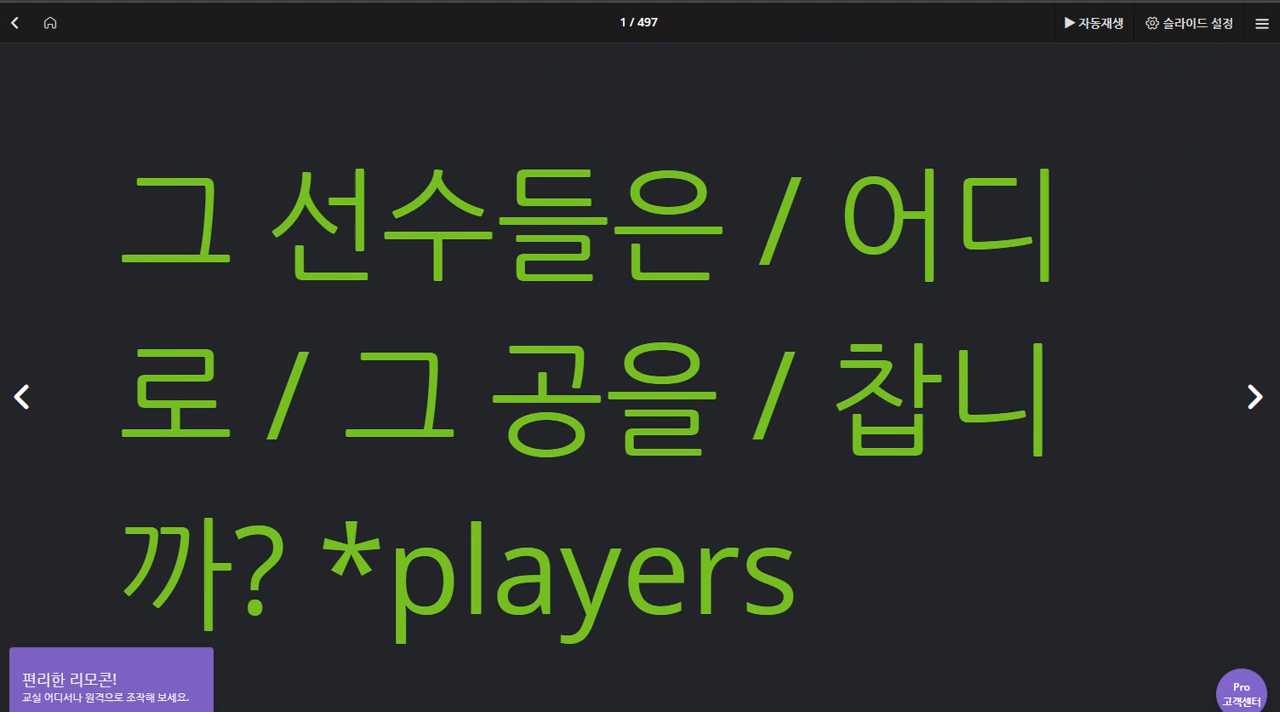 1 / 497
▶ 자동재생
슬라이드 설정
그 선수들은 / 어디
로 / 그 공을 / 찹니
까? *players
편리한 리모콘!
교실 어디서나 원격으로 조작해 보세요.
Pro
고객센터